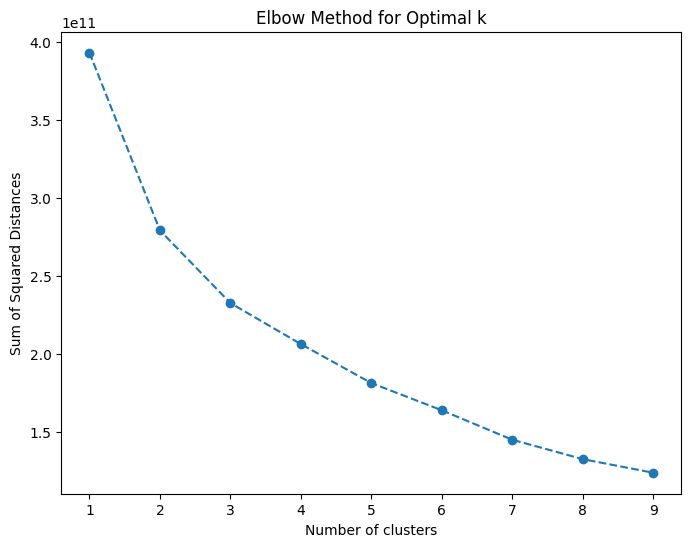 Elbow Method for Optimal k
1e11
4.0
3.5
3.0
2.5
2.0
1.5
Sum of Squared Distances
1 2 3 4 5 6 7 8 9
Number of clusters